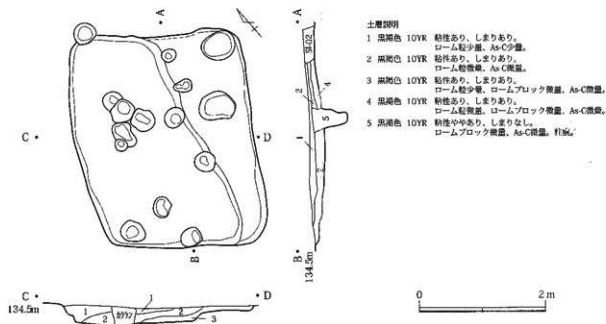 A
A
土層説明
1 黒褐色 10YR 粘性あり、しまりあり。
ローム粒少量、As-C少量。
2 黒褐色 10YR 粘性あり、しまりあり。
ローム粒微量、As-C微量。
3 黒褐色 10YR 粘性あり、しまりあり。
ローム粒少量、ロームブロック微量、As-C微量。
4 黒褐色 10YR 粘性あり、しまりあり。
ローム粒微量、ロームブロック微量、As-C微量。
5 黒褐色 10YR 粘性ややあり、しまりなし。
ロームブロック微量、As-C微量。柱痕。
SI-02
2
4
5
1
2
C
D
B
B
134.5m
C
D
134.5m
1
2
カクラン
1
2
3
0
2m